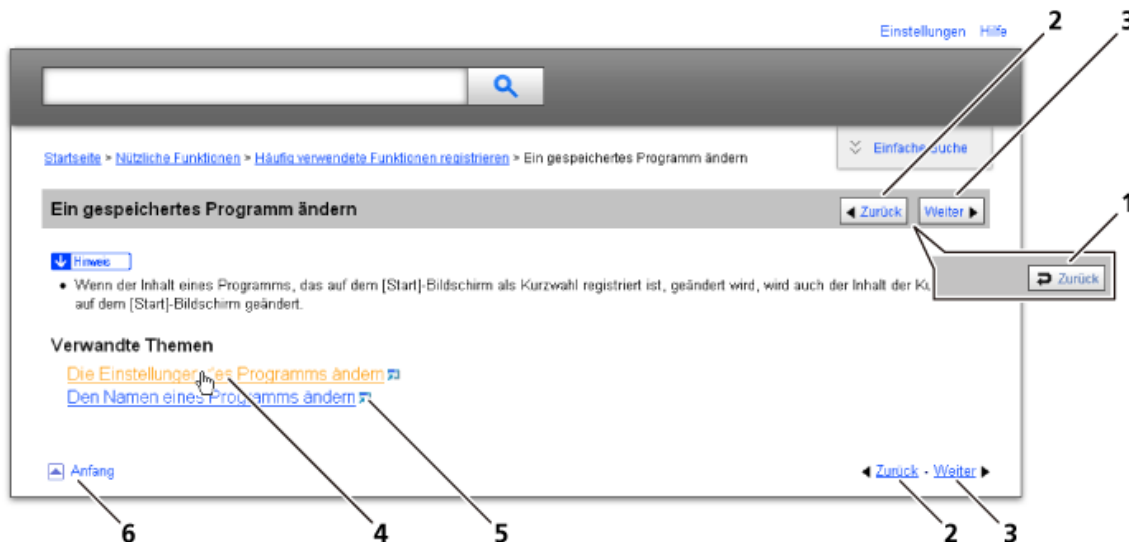 2
3
Einstellungen Hilfe
Startseite > Nützliche Funktionen > Häufig verwendete Funktionen registrieren > Ein gespeichertes Programm ändern
Einfache Suche
Ein gespeichertes Programm ändern
Zurück
Weiter
1
Zurück
Hinweis
• Wenn der Inhalt eines Programms, das auf dem [Start]-Bildschirm als Kurzwahl registriert ist, geändert wird, wird auch der Inhalt der
auf dem [Start]-Bildschirm geändert.
Verwandte Themen
Die Einstellungen des Programms ändern
Den Namen eines Programms ändern
Anfang
Zurück - Weiter
6
4
5
2
3